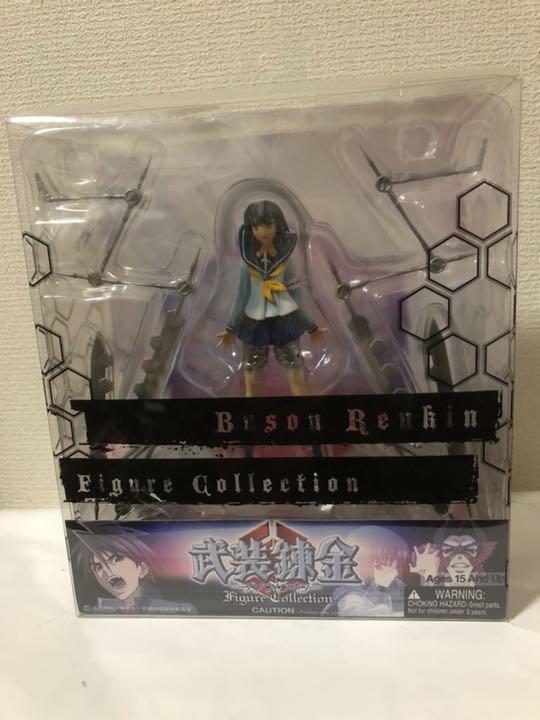 Buson Renkin
Figure Collection
武装錬金
Figure Collection
Ages 15 And Up
CAUTION
WARNING:
CHOKING HAZARD-Small parts.
Not for children under 3 years.